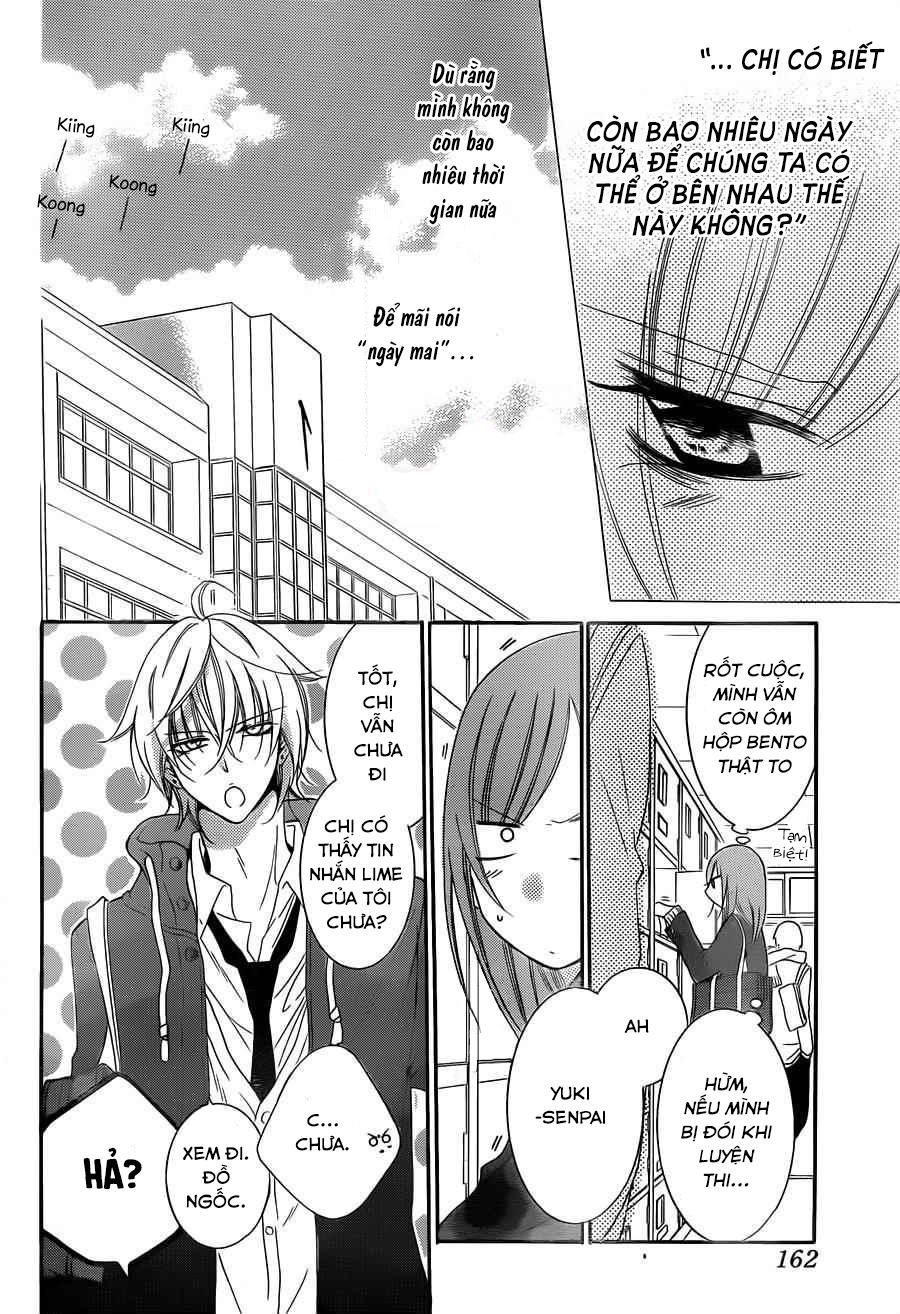 "... CHỊ CÓ BIẾT
CÒN BAO NHIÊU NGÀY
NỮA ĐỂ CHÚNG TA CÓ
THỂ Ở BÊN NHAU THẾ
NÀY KHÔNG?"
Dù rằng
mình không
còn bao
nhiêu thời
gian nữa
Để mãi nói
"ngày mai"...
Kiing
Kiing
Koong
Koong
RỐT CUỘC,
MÌNH VẪN
CÒN ÔM
HỘP BENTO
THẬT TO
Tạm
Biệt!
HỪM,
NẾU MÌNH
BỊ ĐÓI KHI
LUYỆN
THI...
AH
YUKI
-SENPAI
TỐT,
CHỊ
VẪN
CHƯA
ĐI
CHỊ CÓ
THẤY TIN
NHẮN LIME
CỦA TÔI
CHƯA?
C...
CHƯA.
XEM ĐI.
ĐỒ
NGỐC.
HẢ?
162